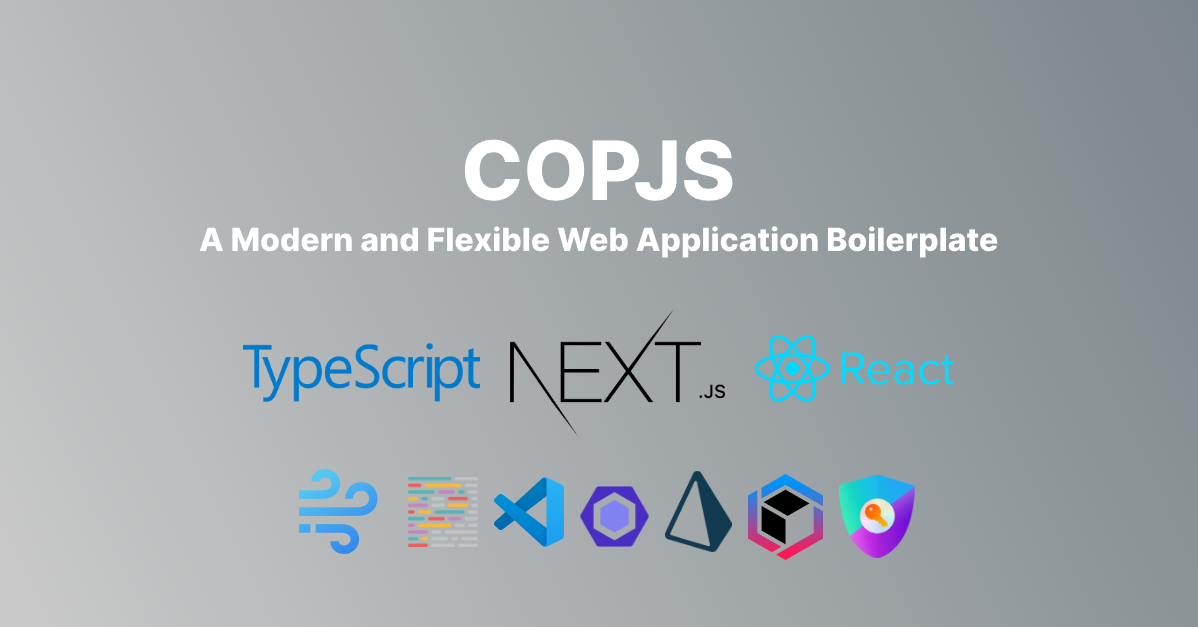 COPJS
A Modern and Flexible Web Application Boilerplate
TypeScript NEXT.JS React